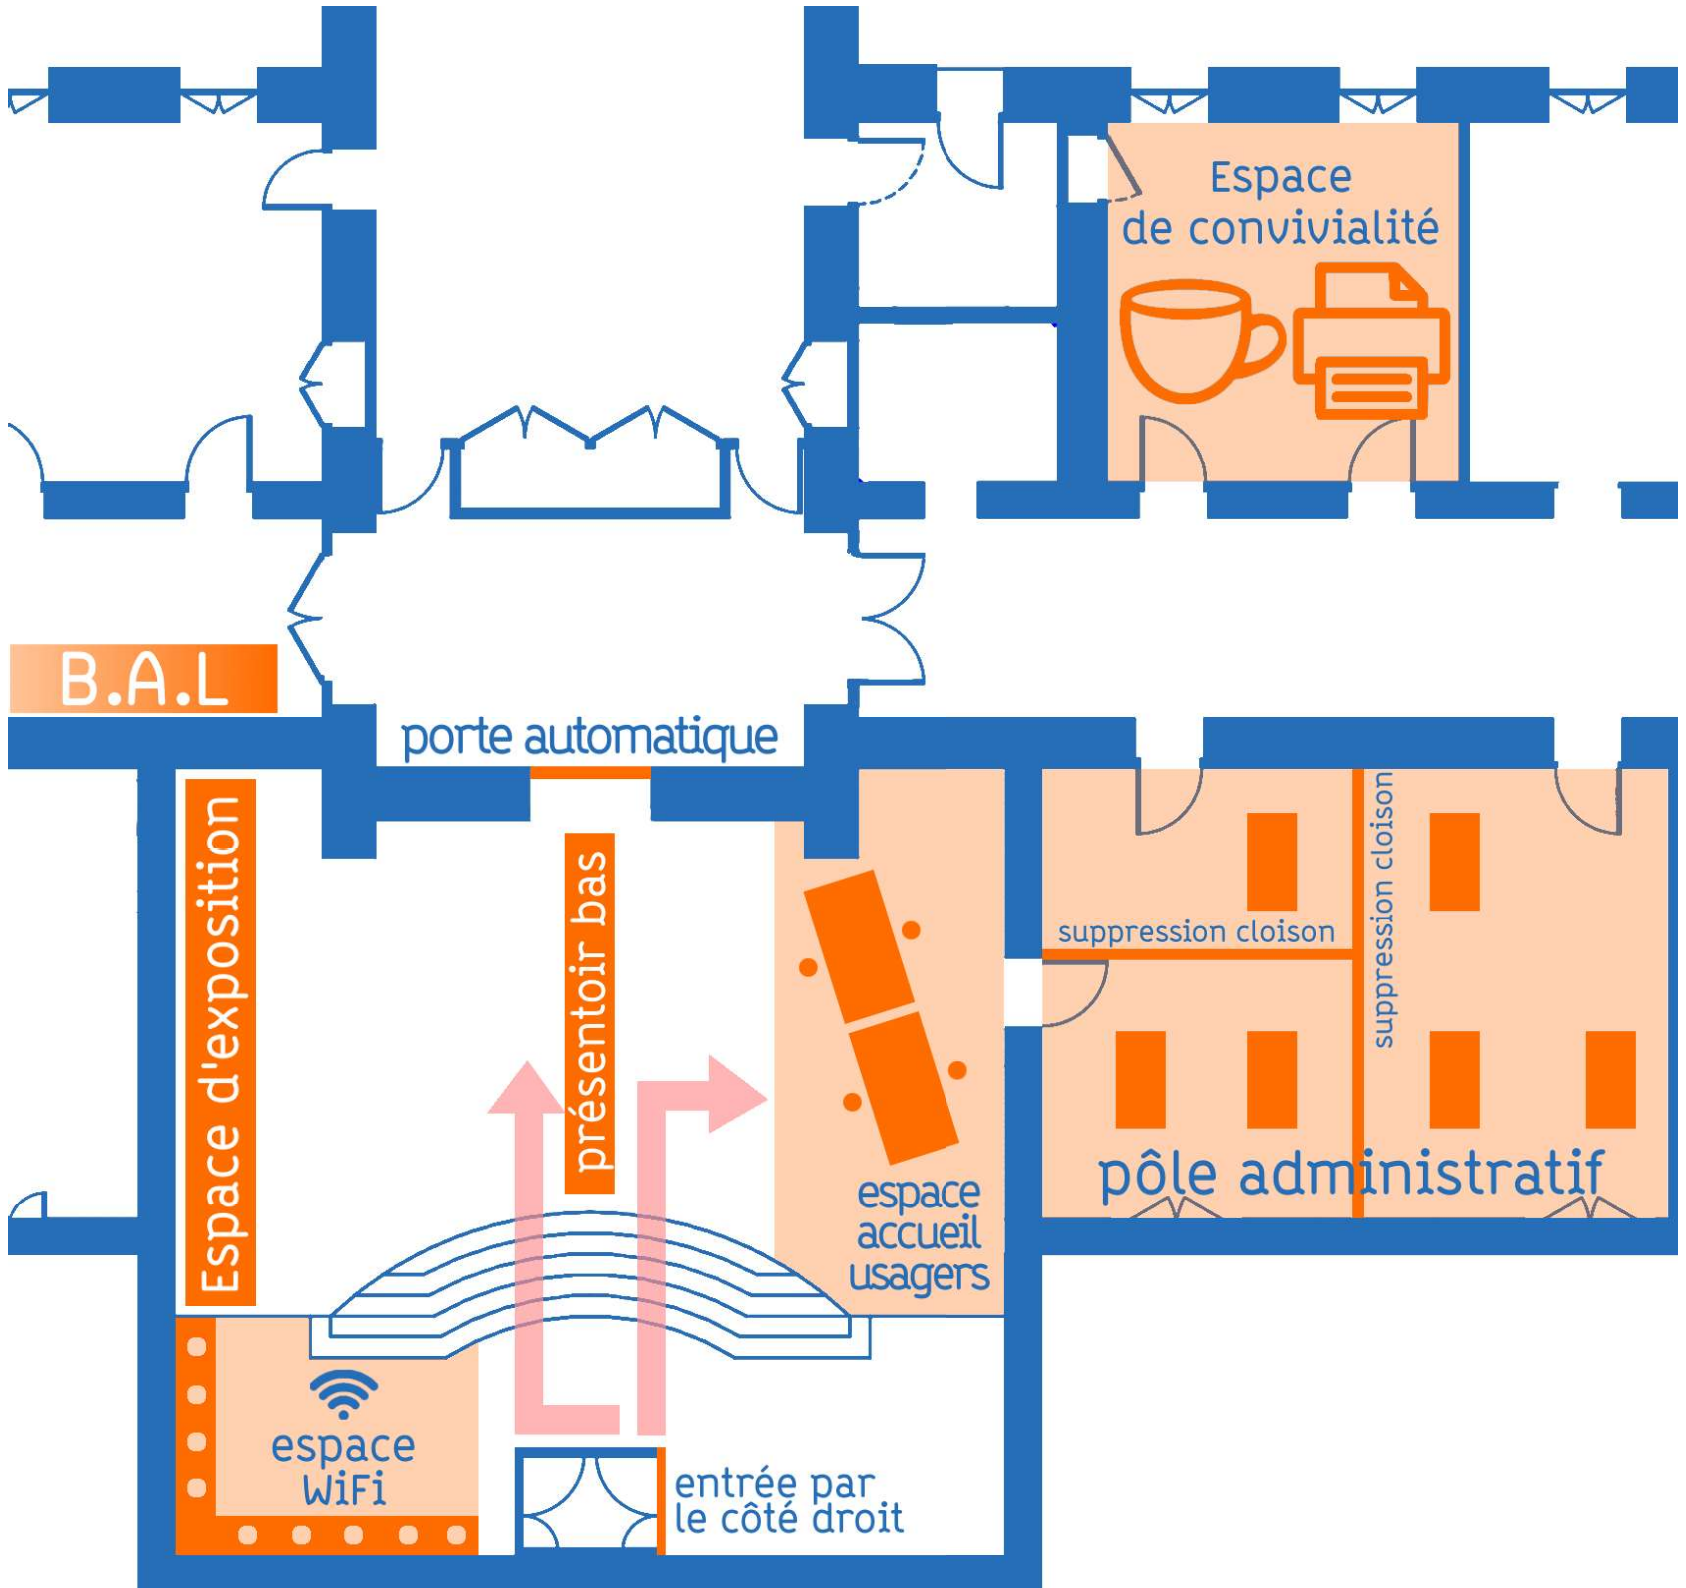 Espace
de convivialité
B.A.L
porte automatique
Espace d'exposition
présentoir bas
suppression cloison
suppression cloison
pôle administratif
espace
accueil
usagers
espace
WiFi
entrée par
le côté droit